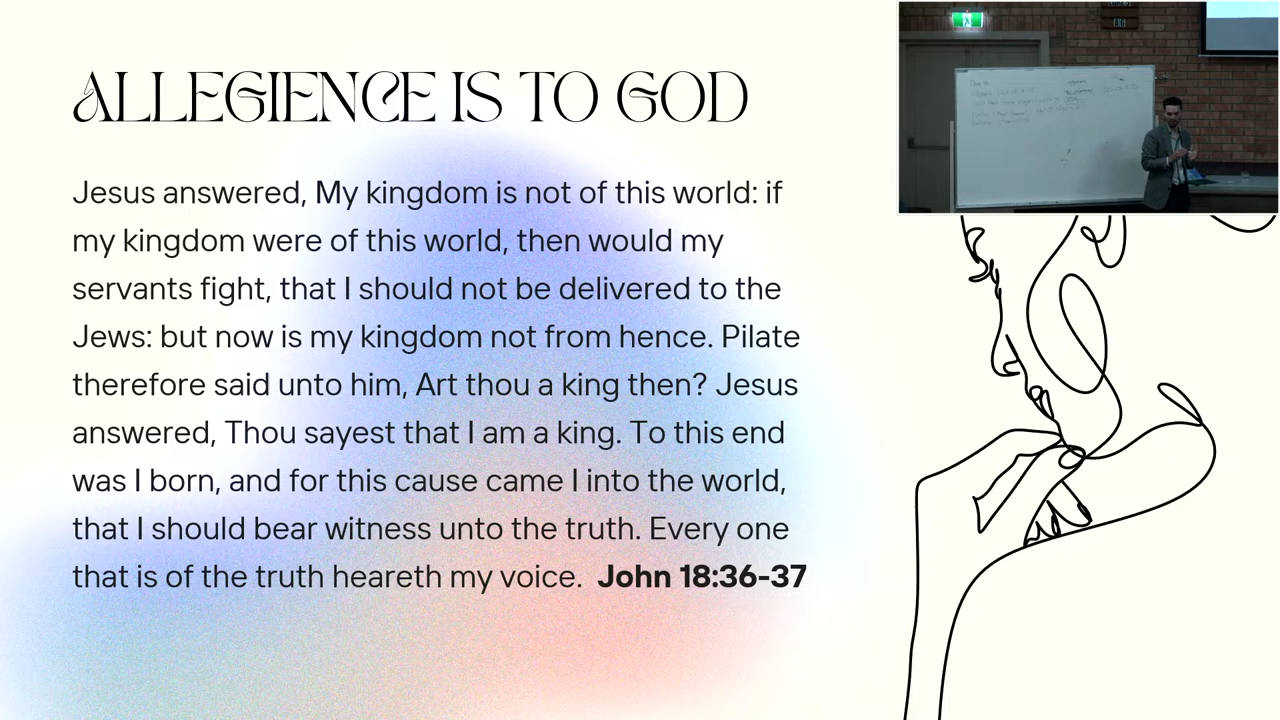 ALLEGIENCE IS TO GOD
Jesus answered, My kingdom is not of this world: if
my kingdom were of this world, then would my
servants fight, that I should not be delivered to the
Jews: but now is my kingdom not from hence. Pilate
therefore said unto him, Art thou a king then? Jesus
answered, Thou sayest that I am a king. To this end
was I born, and for this cause came I into the world,
that I should bear witness unto the truth. Every one
that is of the truth heareth my voice. John 18:36-37